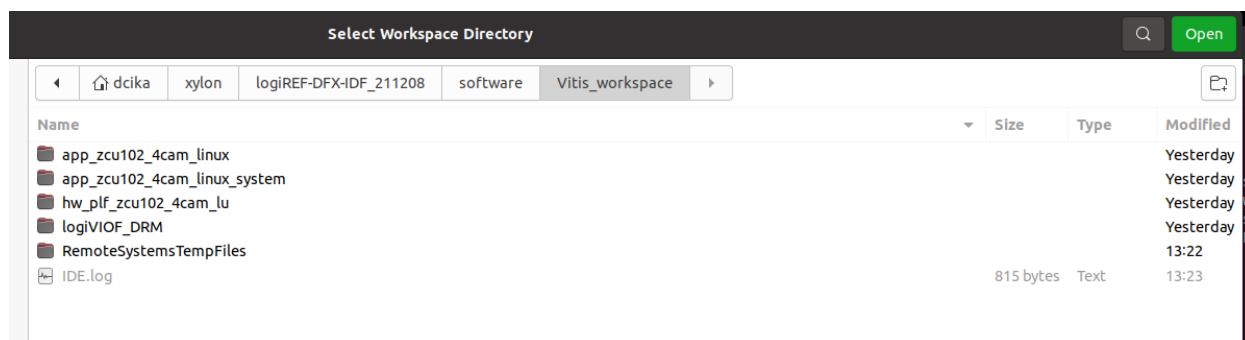 Select Workspace Directory Open
dcika xylon logiREF-DFX-IDF_211208 software Vitis_workspace
Name Size Type Modified
app_zcu102_4cam_linux Yesterday
app_zcu102_4cam_linux_system Yesterday
hw_plf_zcu102_4cam_lu Yesterday
logiVIOF_DRM Yesterday
RemoteSystemsTempFiles 13:22
IDE.log 815 bytes Text 13:23